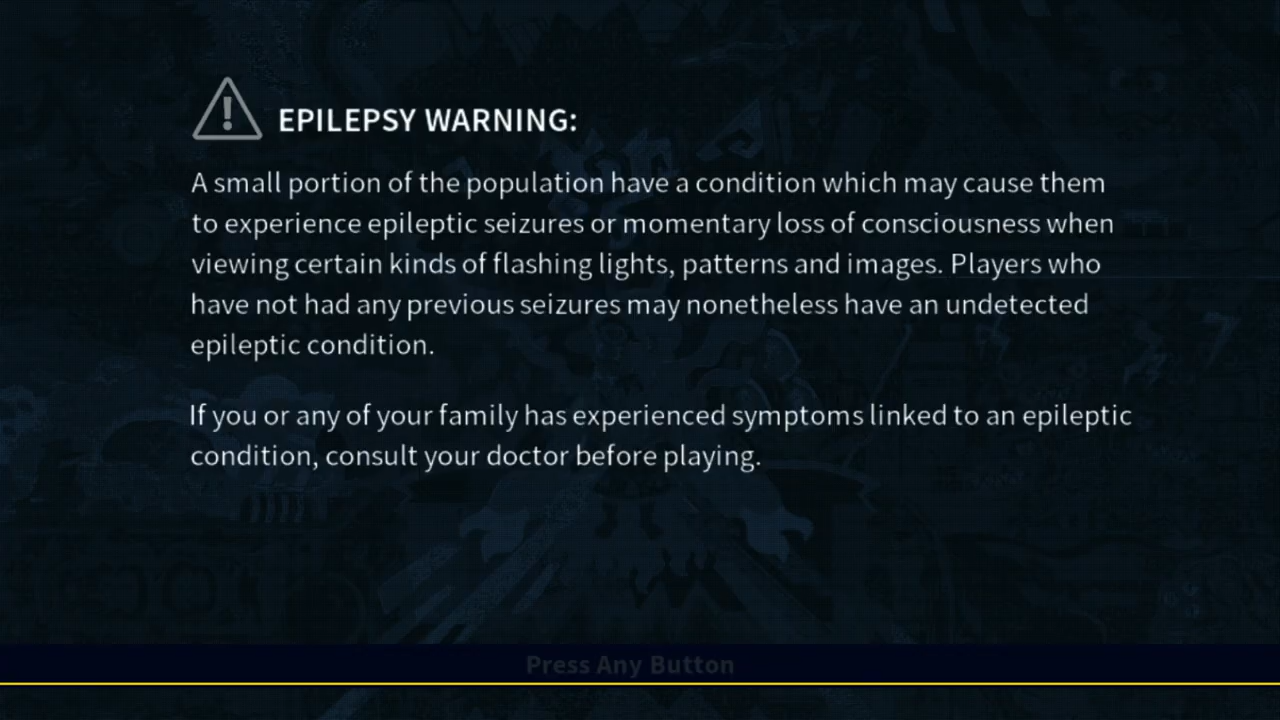 EPILEPSY WARNING:
A small portion of the population have a condition which may cause them
to experience epileptic seizures or momentary loss of consciousness when
viewing certain kinds of flashing lights, patterns and images. Players who
have not had any previous seizures may nonetheless have an undetected
epileptic condition.
If you or any of your family has experienced symptoms linked to an epileptic
condition, consult your doctor before playing.
Press Any Button